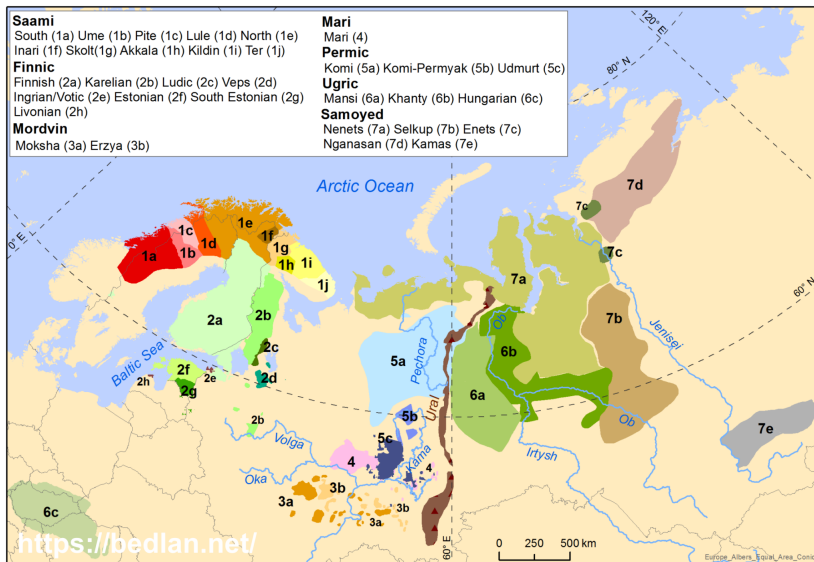 Saami
South (1a) Ume (1b) Pite (1c) Lule (1d) North (1e)
Inari (1f) Skolt(1g) Akkala (1h) Kildin (1i) Ter (1j)
Finnic
Finnish (2a) Karelian (2b) Ludic (2c) Veps (2d)
Ingrian/Votic (2e) Estonian (2f) South Estonian (2g)
Livonian (2h)
Mordvin
Moksha (3a) Erzya (3b)
Mari
Mari (4)
Permic
Komi (5a) Komi-Permyak (5b) Udmurt (5c)
Ugric
Mansi (6a) Khanty (6b) Hungarian (6c)
Samoyed
Nenets (7a) Selkup (7b) Enets (7c)
Nganasan (7d) Kamas (7e)
120° E
80° N
Arctic Ocean
7d
7c
0° E
1e
1c
1d
1f
1a
1b
1g
1h
1i
1j
7c
7a
60° N
2a
2b
Ob
7b
Jenisei
Baltic Sea
2c
6b
Pechora
5a
2f
2e
2h
2d
2g
6a
Ural
5b
2b
Ob
7e
Volga
5c
Irtysh
4
Kama
4
Oka
3b
3a
3b
3a
6c
https://bedlan.net/
60° E
0 250 500 km
Europe_Albers_Equal_Area_Conic